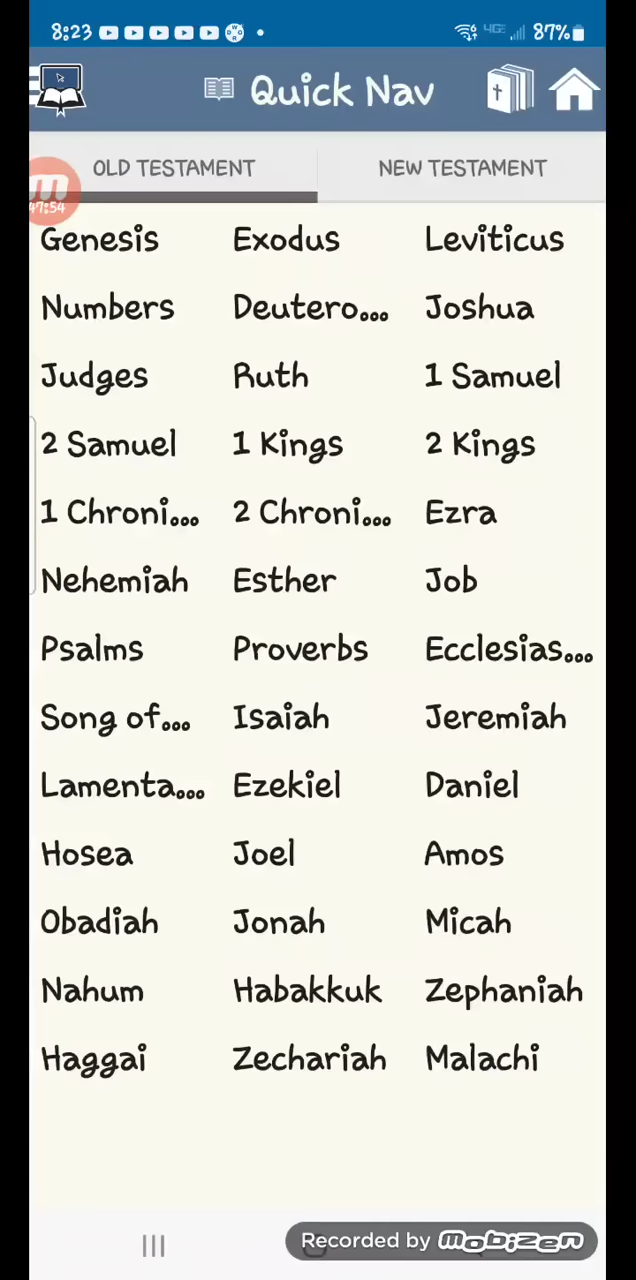 8:23 4GE 87%
Quick Nav
OLD TESTAMENT NEW TESTAMENT
47:54
Genesis Exodus Leviticus
Numbers Deutero... Joshua
Judges Ruth 1 Samuel
2 Samuel 1 Kings 2 Kings
1 Chroni... 2 Chroni... Ezra
Nehemiah Esther Job
Psalms Proverbs Ecclesias...
Song of... Isaiah Jeremiah
Lamenta... Ezekiel Daniel
Hosea Joel Amos
Obadiah Jonah Micah
Nahum Habakkuk Zephaniah
Haggai Zechariah Malachi
Recorded by mobizen